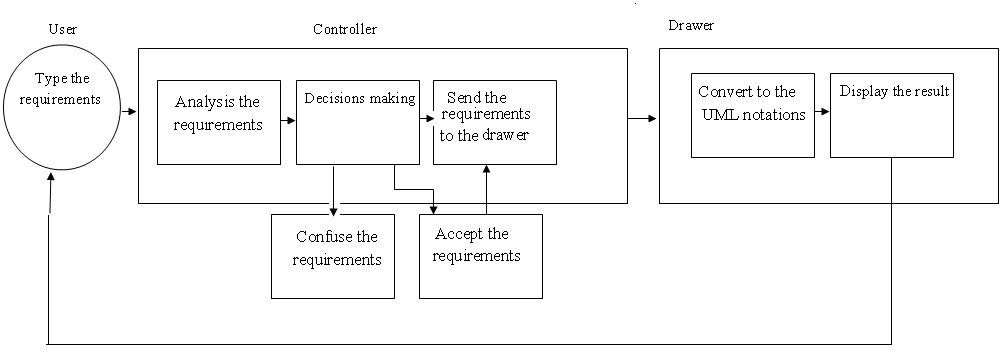 User
Controller
Drawer
Type the
requirements
Analysis the
requirements
Decisions making
Send the
requirements
to the drawer
Convert to the
UML notations
Display the result
Confuse the
requirements
Accept the
requirements